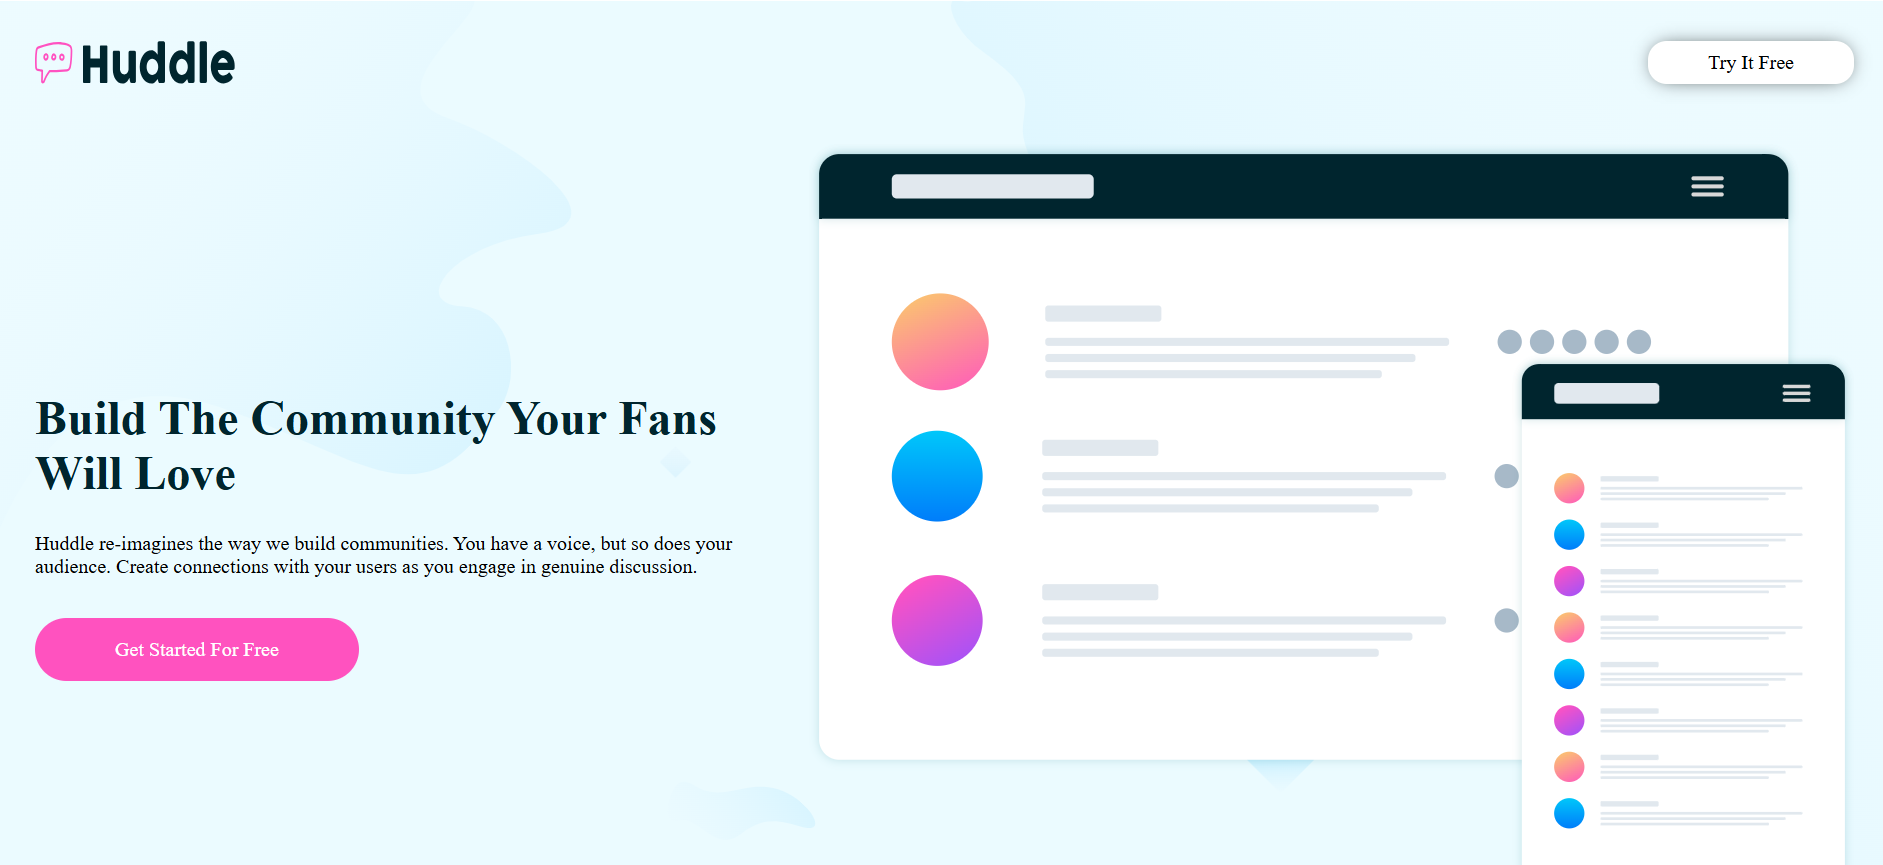 Huddle
Try It Free
Build The Community Your Fans
Will Love
Huddle re-imagines the way we build communities. You have a voice, but so does your
audience. Create connections with your users as you engage in genuine discussion.
Get Started For Free